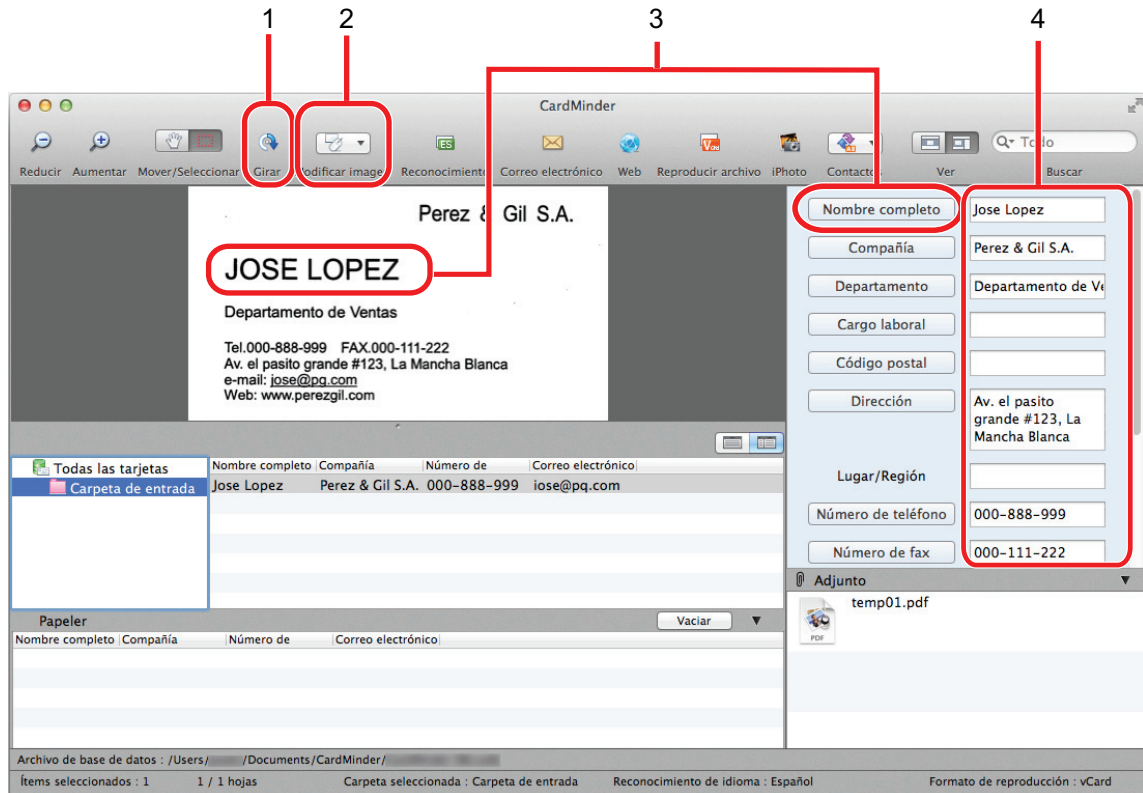 1 2 3 4
CardMinder
Todo
Reducir Aumentar Mover/Seleccionar Girar Modificar imagen Reconocimiento Correo electrónico Web Reproducir archivo iPhoto Contactos Ver Buscar
Perez & Gil S.A.
JOSE LOPEZ
Departamento de Ventas
Tel.000-888-999 FAX.000-111-222
Av. el pasito grande #123, La Mancha Blanca
e-mail: jose@pg.com
Web: www.perezgil.com
Nombre completo Jose Lopez
Compañía Perez & Gil S.A.
Departamento Departamento de Ve
Cargo laboral
Código postal
Dirección Av. el pasito
grande #123, La
Mancha Blanca
Lugar/Región
Número de teléfono 000-888-999
Número de fax 000-111-222
Todas las tarjetas
Carpeta de entrada
Nombre completo Compañía Número de Correo electrónico
Jose Lopez Perez & Gil S.A. 000-888-999 jose@pq.com
Papeler Vaciar
Nombre completo Compañía Número de Correo electrónico
Adjunto
temp01.pdf
PDF
Archivo de base de datos : /Users/ /Documents/CardMinder/
Ítems seleccionados : 1 1 / 1 hojas Carpeta seleccionada : Carpeta de entrada Reconocimiento de idioma : Español Formato de reproducción : vCard